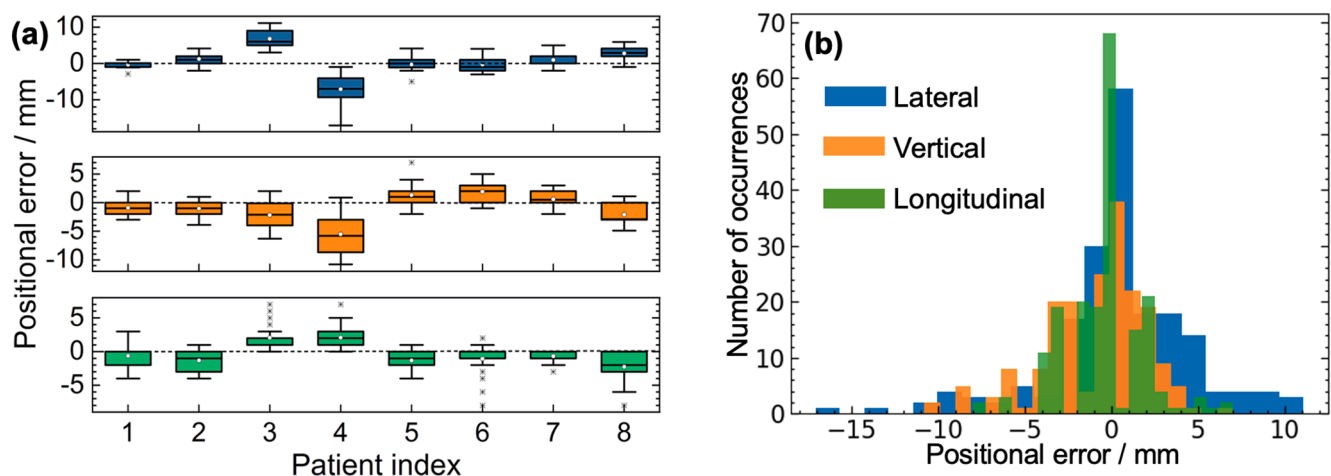 (a)
Positional error / mm
10
0
-10
5
0
-5
-10
5
0
-5
1 2 3 4 5 6 7 8
Patient index
(b)
Number of occurrences
70
60
50
40
30
20
10
0
Lateral
Vertical
Longitudinal
−15 −10 −5 0 5 10
Positional error / mm